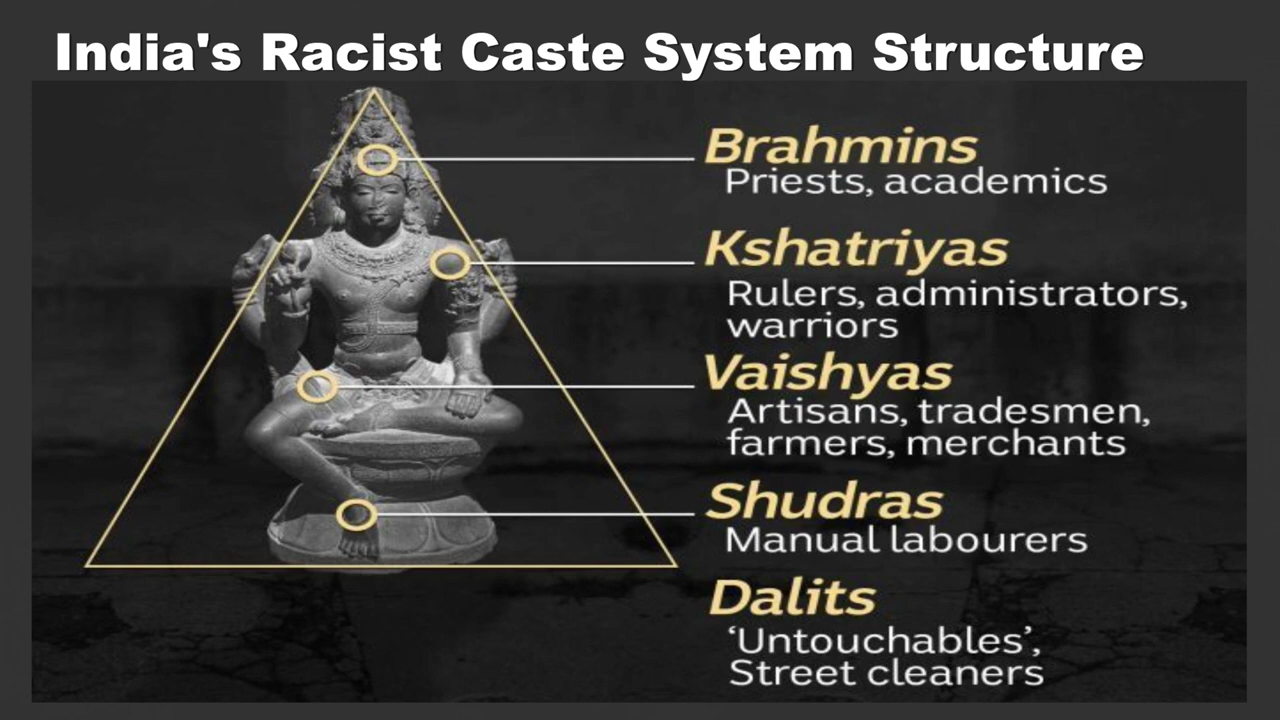 India's Racist Caste System Structure
Brahmins
Priests, academics
Kshatriyas
Rulers, administrators,
warriors
Vaishyas
Artisans, tradesmen,
farmers, merchants
Shudras
Manual labourers
Dalits
‘Untouchables’,
Street cleaners